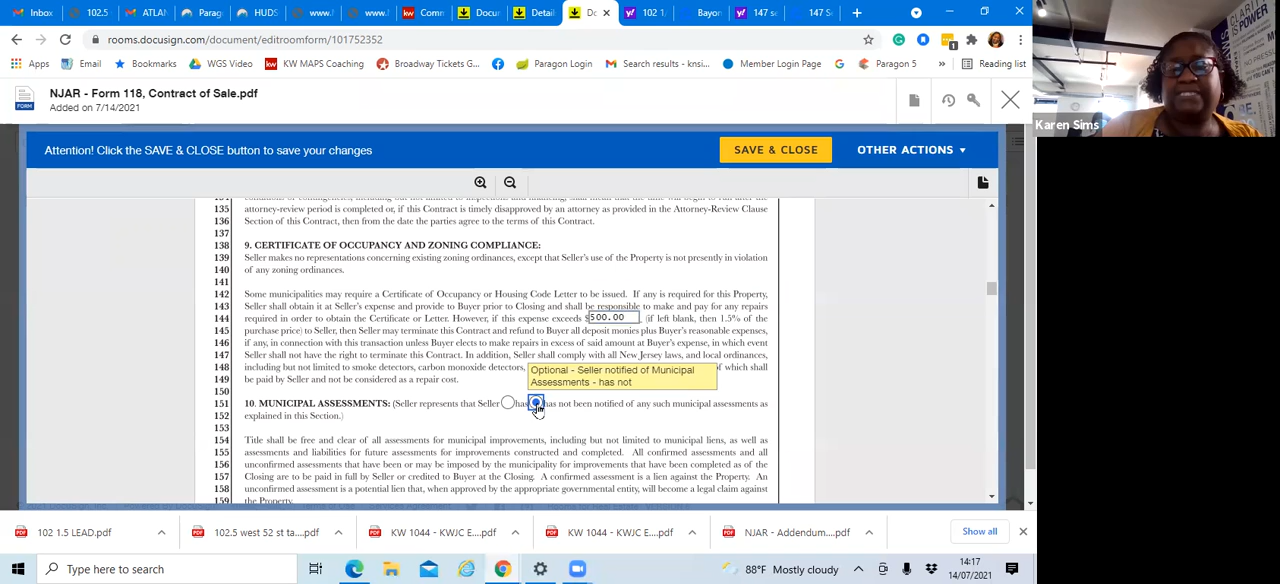 Inbox
102.5
ATLAN
Parag
HUDS
www.l
www.l
Comm
Docu
Detail
Dc
102 1/
Bayon
147 se
147 Se
rooms.docusign.com/document/editroomform/101752352
Apps
Email
Bookmarks
WGS Video
KW MAPS Coaching
Broadway Tickets G...
Paragon Login
Search results - knsi...
Member Login Page
Paragon 5
»
Reading list
NJAR - Form 118, Contract of Sale.pdf
Added on 7/14/2021
FORM
Karen Sims
Attention! Click the SAVE & CLOSE button to save your changes
SAVE & CLOSE
OTHER ACTIONS
135 attorney-review period is completed or, if this Contract is timely disapproved by an attorney as provided in the Attorney-Review Clause
136 Section of this Contract, then from the date the parties agree to the terms of this Contract.
137
138 9. CERTIFICATE OF OCCUPANCY AND ZONING COMPLIANCE:
139 Seller makes no representations concerning existing zoning ordinances, except that Seller's use of the Property is not presently in violation
140 of any zoning ordinances.
141
142 Some municipalities may require a Certificate of Occupancy or Housing Code Letter to be issued. If any is required for this Property,
143 Seller shall obtain it at Seller's expense and provide to Buyer prior to Closing and shall be responsible to make and pay for any repairs
144 required in order to obtain the Certificate or Letter. However, if this expense exceeds $500.00 (if left blank, then 1.5% of the
145 purchase price) to Seller, then Seller may terminate this Contract and refund to Buyer all deposit monies plus Buyer's reasonable expenses,
146 if any, in connection with this transaction unless Buyer elects to make repairs in excess of said amount at Buyer's expense, in which event
147 Seller shall not have the right to terminate this Contract. In addition, Seller shall comply with all New Jersey laws, and local ordinances,
148 including but not limited to smoke detectors, carbon monoxide detectors, of which shall
149 be paid by Seller and not be considered as a repair cost.
Optional - Seller notified of Municipal
Assessments - has not
150
151 10. MUNICIPAL ASSESSMENTS: (Seller represents that Seller has has not been notified of any such municipal assessments as
152 explained in this Section.)
153
154 Title shall be free and clear of all assessments for municipal improvements, including but not limited to municipal liens, as well as
155 assessments and liabilities for future assessments for improvements constructed and completed. All confirmed assessments and all
156 unconfirmed assessments that have been or may be imposed by the municipality for improvements that have been completed as of the
157 Closing are to be paid in full by Seller or credited to Buyer at the Closing. A confirmed assessment is a lien against the Property. An
158 unconfirmed assessment is a potential lien that, when approved by the appropriate governmental entity, will become a legal claim against
159 the Property.
102 1.5 LEAD.pdf
102.5 west 52 st ta....pdf
KW 1044 - KWJC E....pdf
KW 1044 - KWJC E....pdf
NJAR - Addendum....pdf
Show all
Type here to search
88°F Mostly cloudy
14:17
14/07/2021